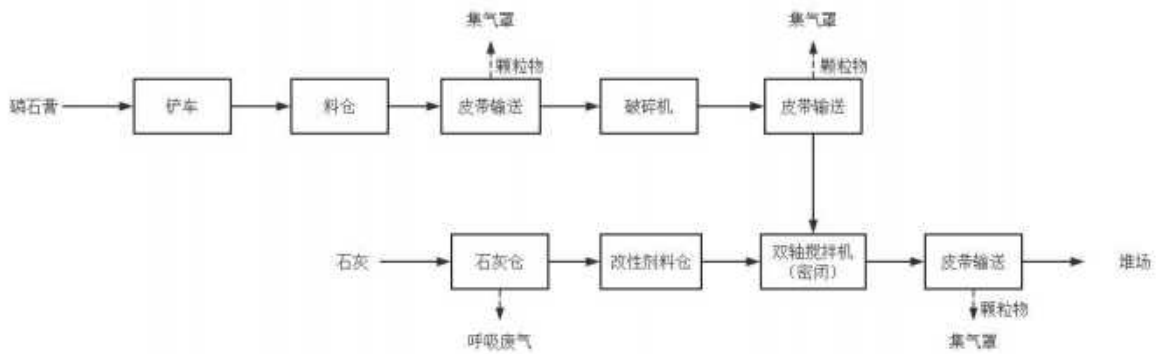 集气罩
集气罩
颗粒物
颗粒物
磷石膏
铲车
料仓
皮带输送
破碎机
皮带输送
石灰
石灰仓
改性剂料仓
双轴搅拌机
（密闭）
皮带输送
堆场
颗粒物
呼吸废气
集气罩